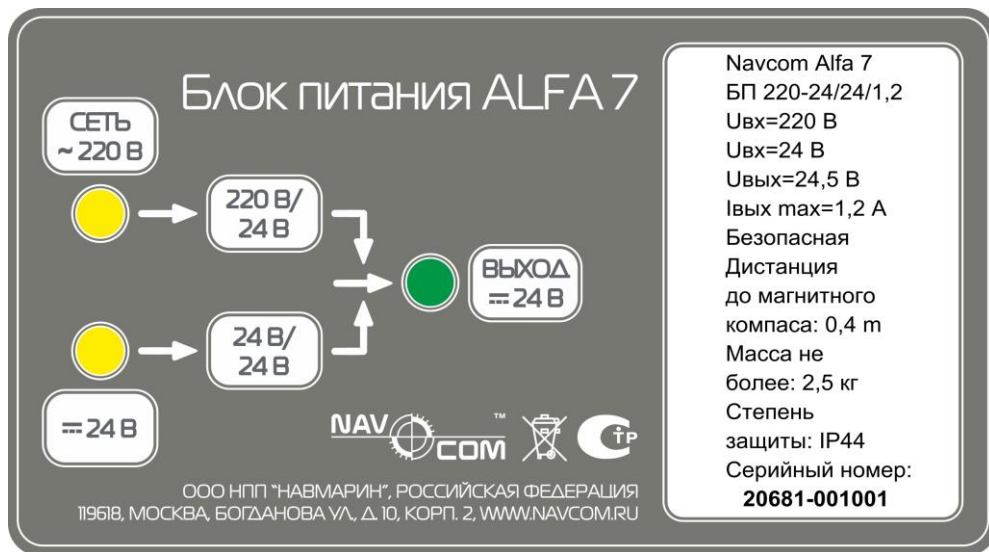 Блок питания ALFA 7
СЕТЬ
~ 220 В
220 В/
24 В
ВЫХОД
⎓ 24 В
24 В/
24 В
⎓ 24 В
NAV COM ™
СТР
ООО НПП "НАВМАРИН", РОССИЙСКАЯ ФЕДЕРАЦИЯ
119618, МОСКВА, БОГДАНОВА УЛ, Д. 10, КОРП. 2, WWW.NAVCOM.RU
Navcom Alfa 7
БП 220-24/24/1,2
Uвх=220 В
Uвх=24 В
Uвых=24,5 В
Iвых max=1,2 А
Безопасная
Дистанция
до магнитного
компаса: 0,4 m
Масса не
более: 2,5 кг
Степень
защиты: IP44
Серийный номер:
20681-001001